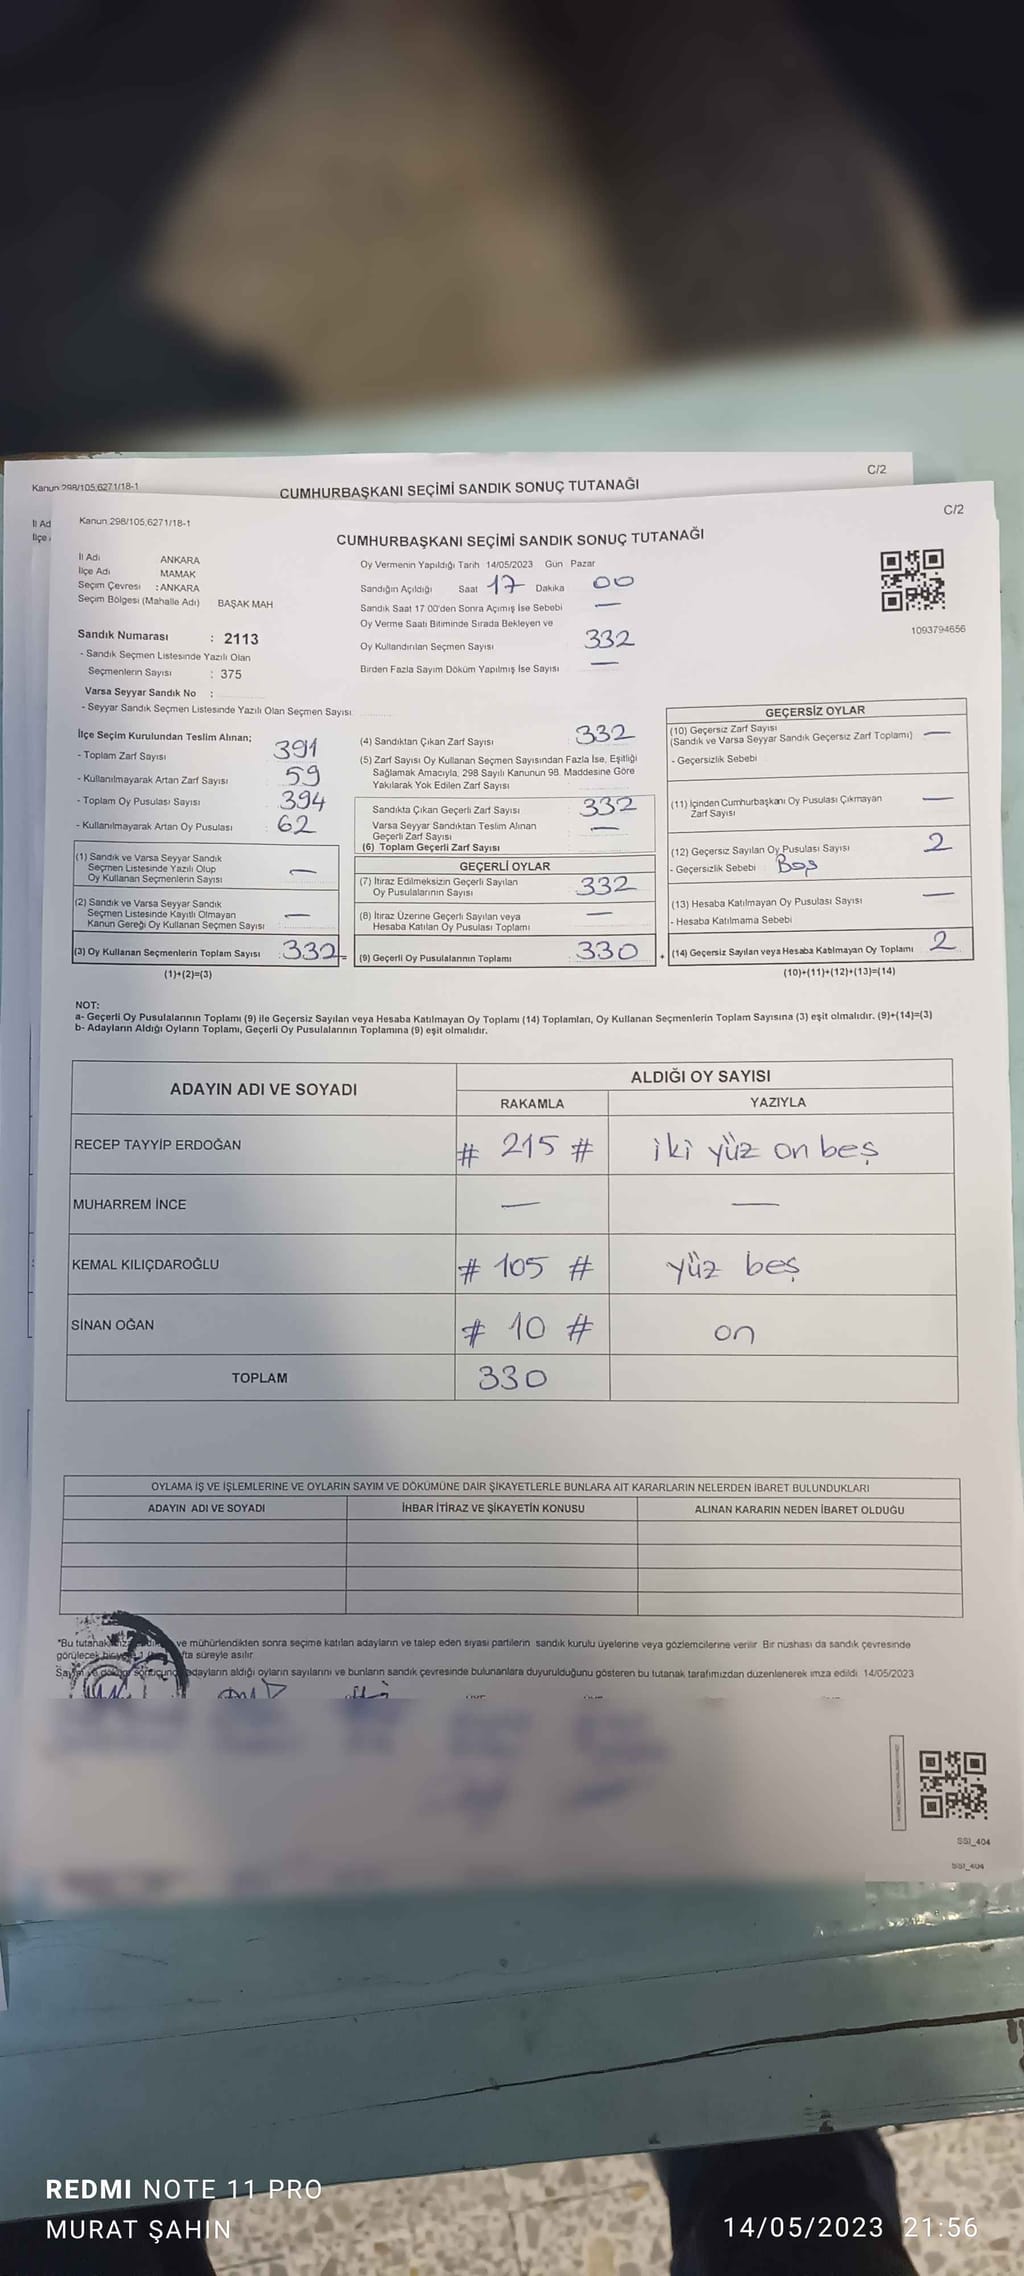 C/2
Kanun 298/105,6271/18-1
CUMHURBAŞKANI SEÇİMİ SANDIK SONUÇ TUTANAĞI
İl Ad
İlçe
Kanun 298/105,6271/18-1
C/2
CUMHURBAŞKANI SEÇİMİ SANDIK SONUÇ TUTANAĞI
İl Adı ANKARA
İlçe Adı MAMAK
Seçim Çevresi : ANKARA
Seçim Bölgesi (Mahalle Adı) BAŞAK MAH
Sandık Numarası : 2113
- Sandık Seçmen Listesinde Yazılı Olan
Seçmenlerin Sayısı : 375
Varsa Seyyar Sandık No :
- Seyyar Sandık Seçmen Listesinde Yazılı Olan Seçmen Sayısı
Oy Vermenin Yapıldığı Tarih 14/05/2023 Gün Pazar
Sandığın Açıldığı Saat 17 Dakika 00
Sandık Saat 17 00'den Sonra Açımış İse Sebebi —
Oy Verme Saati Bitiminde Sırada Bekleyen ve
Oy Kullandırılan Seçmen Sayısı 332
Birden Fazla Sayım Döküm Yapılmış İse Sayısı —
1093794656
İlçe Seçim Kurulundan Teslim Alınan;
- Toplam Zarf Sayısı 391
- Kullanılmayarak Artan Zarf Sayısı 59
- Toplam Oy Pusulası Sayısı 394
- Kullanılmayarak Artan Oy Pusulası 62
(1) Sandık ve Varsa Seyyar Sandık
Seçmen Listesinde Yazılı Olup
Oy Kullanan Seçmenlerin Sayısı —
(2) Sandık ve Varsa Seyyar Sandık
Seçmen Listesinde Kayıtlı Olmayan
Kanun Gereği Oy Kullanan Seçmen Sayısı —
(3) Oy Kullanan Seçmenlerin Toplam Sayısı : 332 =
(1)+(2)=(3)
(4) Sandıktan Çıkan Zarf Sayısı 332
(5) Zarf Sayısı Oy Kullanan Seçmen Sayısından Fazla İse, Eşitliği
Sağlamak Amacıyla, 298 Sayılı Kanunun 98. Maddesine Göre
Yakılarak Yok Edilen Zarf Sayısı
Sandıkta Çıkan Geçerli Zarf Sayısı 332
Varsa Seyyar Sandıktan Teslim Alınan
Geçerli Zarf Sayısı —
(6) Toplam Geçerli Zarf Sayısı
GEÇERLİ OYLAR
(7) İtiraz Edilmeksizin Geçerli Sayılan
Oy Pusulalarının Sayısı 332
(8) İtiraz Üzerine Geçerli Sayılan veya
Hesaba Katılan Oy Pusulası Toplamı —
(9) Geçerli Oy Pusulalarının Toplamı : 330 +
GEÇERSİZ OYLAR
(10) Geçersiz Zarf Sayısı
(Sandık ve Varsa Seyyar Sandık Geçersiz Zarf Toplamı) —
- Geçersizlik Sebebi
(11) İçinden Cumhurbaşkanı Oy Pusulası Çıkmayan
Zarf Sayısı —
(12) Geçersiz Sayılan Oy Pusulası Sayısı 2
- Geçersizlik Sebebi Boş
(13) Hesaba Katılmayan Oy Pusulası Sayısı —
- Hesaba Katılmama Sebebi
(14) Geçersiz Sayılan veya Hesaba Katılmayan Oy Toplamı 2
(10)+(11)+(12)+(13)=(14)
NOT:
a- Geçerli Oy Pusulalarının Toplamı (9) ile Geçersiz Sayılan veya Hesaba Katılmayan Oy Toplamı (14) Toplamları, Oy Kullanan Seçmenlerin Toplam Sayısına (3) eşit olmalıdır. (9)+(14)=(3)
b- Adayların Aldığı Oyların Toplamı, Geçerli Oy Pusulalarının Toplamına (9) eşit olmalıdır.
ADAYIN ADI VE SOYADI ALDIĞI OY SAYISI
RAKAMLA YAZIYLA
RECEP TAYYİP ERDOĞAN # 215 # iki yüz on beş
MUHARREM İNCE — —
KEMAL KILIÇDAROĞLU # 105 # yüz beş
SİNAN OĞAN # 10 # on
TOPLAM 330
OYLAMA İŞ VE İŞLEMLERİNE VE OYLARIN SAYIM VE DÖKÜMÜNE DAİR ŞİKAYETLERLE BUNLARA AİT KARARLARIN NELERDEN İBARET BULUNDUKLARI
ADAYIN ADI VE SOYADI İHBAR İTİRAZ VE ŞİKAYETİN KONUSU ALINAN KARARIN NEDEN İBARET OLDUĞU
*Bu tutanak ve mühürlendikten sonra seçime katılan adayların ve talep eden siyasi partilerin sandık kurulu üyelerine veya gözlemcilerine verilir Bir nüshası da sandık çevresinde
görülecek süreyle asılır
Sayım ve döküm adayların aldığı oyların sayılarını ve bunların sandık çevresinde bulunanlara duyurulduğunu gösteren bu tutanak tarafımızdan düzenlenerek imza edildi. 14/05/2023
SSI_404
SSI_404
REDMI NOTE 11 PRO
MURAT ŞAHIN
14/05/2023 21:56